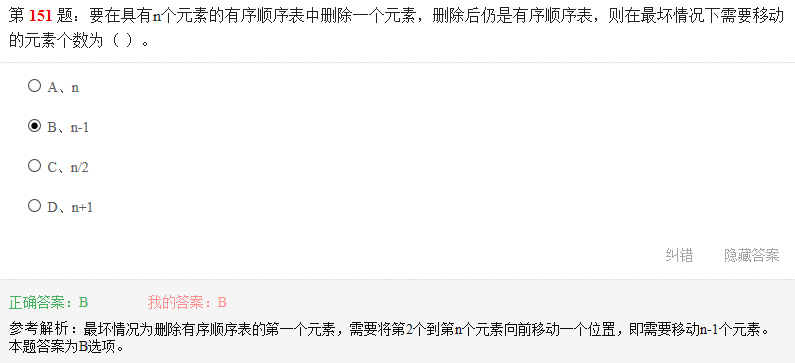 第 151 题：要在具有n个元素的有序顺序表中删除一个元素，删除后仍是有序顺序表，则在最坏情况下需要移动
的元素个数为（ ）。
A、n
B、n-1
C、n/2
D、n+1
纠错 隐藏答案
正确答案：B 我的答案：B
参考解析：最坏情况为删除有序顺序表的第一个元素，需要将第2个到第n个元素向前移动一个位置，即需要移动n-1个元素。
本题答案为B选项。